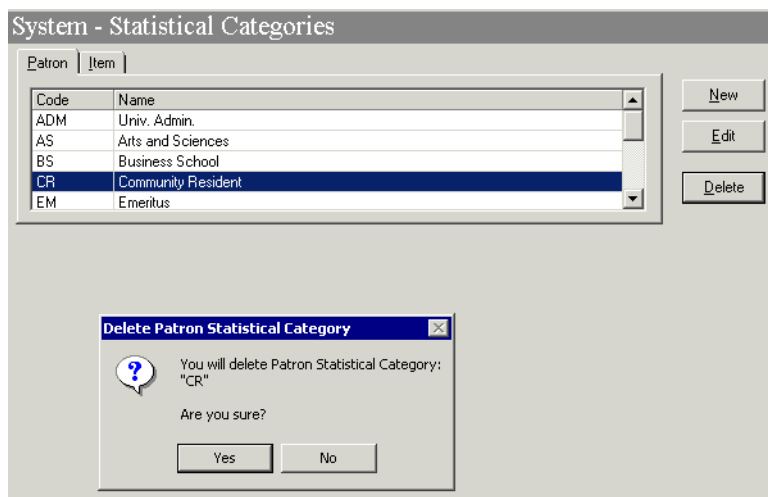 System - Statistical Categories
Patron Item
Code Name
ADM Univ. Admin.
AS Arts and Sciences
BS Business School
CR Community Resident
EM Emeritus
New
Edit
Delete
Delete Patron Statistical Category
?
You will delete Patron Statistical Category:
"CR"
Are you sure?
Yes No